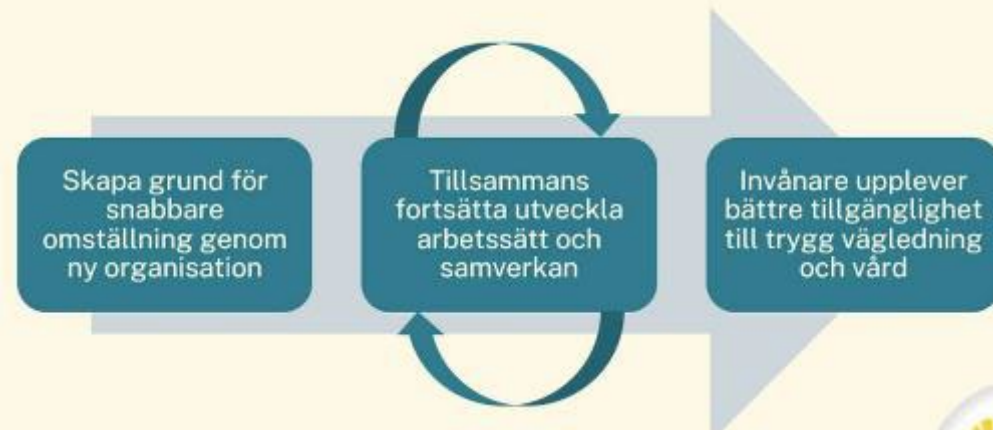 Skapa grund för
snabbare
omställning genom
ny organisation
Tillsammans
fortsätta utveckla
arbetssätt och
samverkan
Invånare upplever
bättre tillgänglighet
till trygg vägledning
och vård